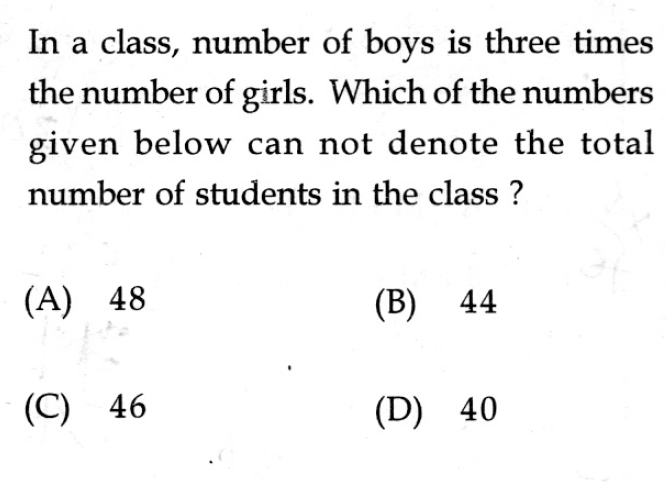 In a class, number of boys is three times
the number of girls. Which of the numbers
given below can not denote the total
number of students in the class ?
(A) 48 (B) 44
(C) 46 (D) 40